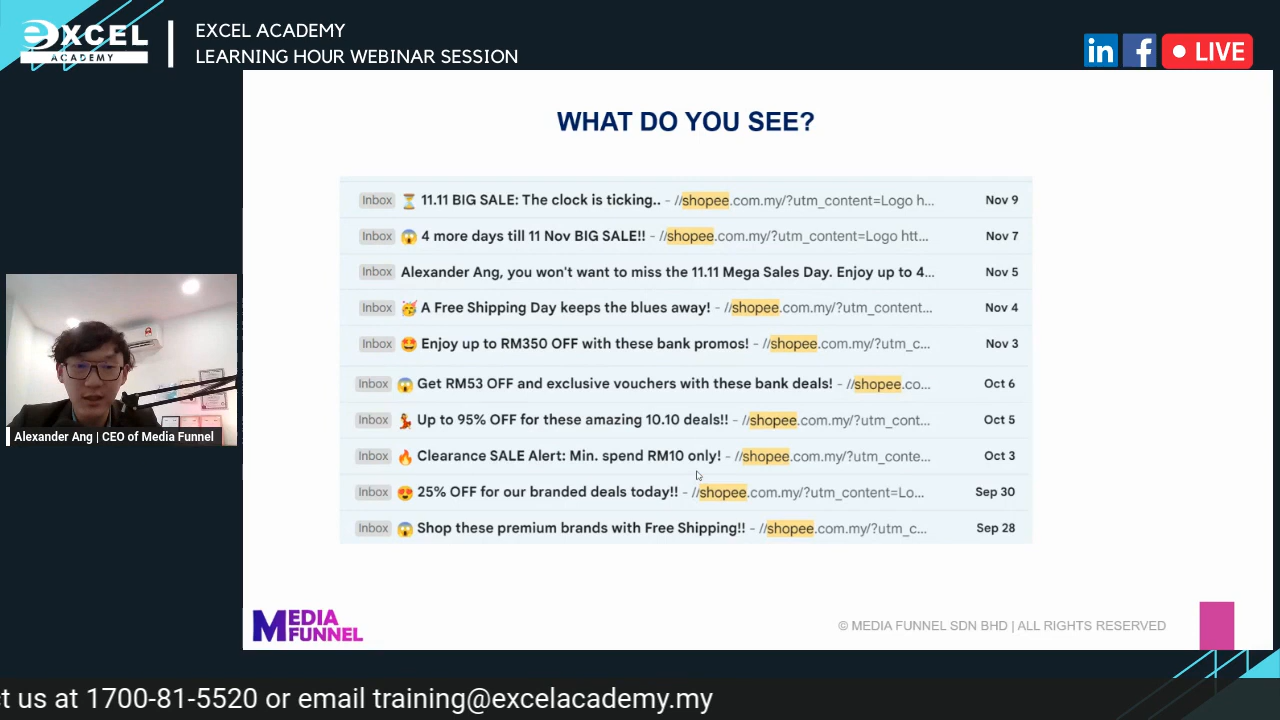 EXCEL
ACADEMY
EXCEL ACADEMY
LEARNING HOUR WEBINAR SESSION
in f LIVE
WHAT DO YOU SEE?
Inbox ⏳ 11.11 BIG SALE: The clock is ticking.. - //shopee.com.my/?utm_content=Logo h... Nov 9
Inbox 😱 4 more days till 11 Nov BIG SALE!! - //shopee.com.my/?utm_content=Logo htt... Nov 7
Inbox Alexander Ang, you won't want to miss the 11.11 Mega Sales Day. Enjoy up to 4... Nov 5
Inbox 🥳 A Free Shipping Day keeps the blues away! - //shopee.com.my/?utm_content... Nov 4
Inbox 🤩 Enjoy up to RM350 OFF with these bank promos! - //shopee.com.my/?utm_c... Nov 3
Inbox 😱 Get RM53 OFF and exclusive vouchers with these bank deals! - //shopee.co... Oct 6
Inbox 💃 Up to 95% OFF for these amazing 10.10 deals!! - //shopee.com.my/?utm_cont... Oct 5
Inbox 🔥 Clearance SALE Alert: Min. spend RM10 only! - //shopee.com.my/?utm_conte... Oct 3
Inbox 😍 25% OFF for our branded deals today!! - //shopee.com.my/?utm_content=Lo... Sep 30
Inbox 😱 Shop these premium brands with Free Shipping!! - //shopee.com.my/?utm_c... Sep 28
Alexander Ang | CEO of Media Funnel
MEDIA
FUNNEL
© MEDIA FUNNEL SDN BHD | ALL RIGHTS RESERVED
t us at 1700-81-5520 or email training@excelacademy.my